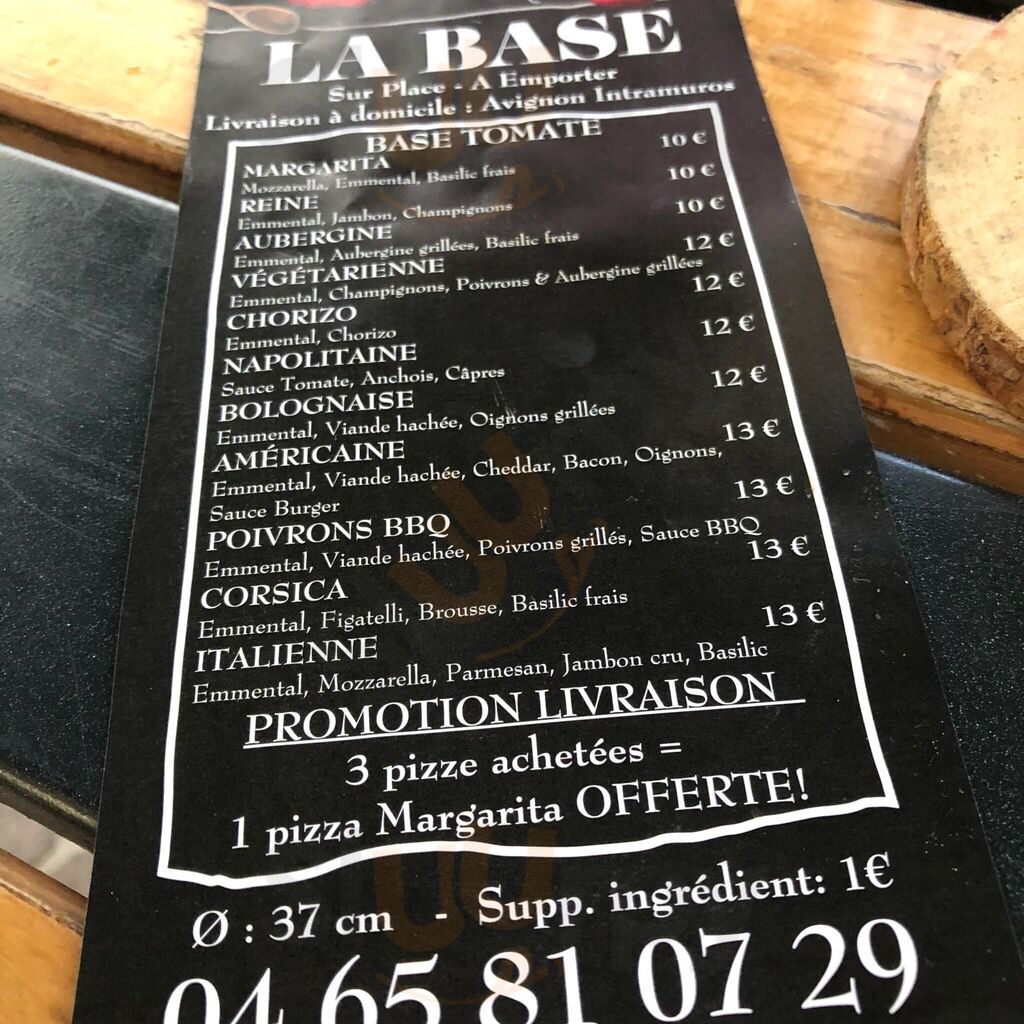 LA BASE
Sur Place - A Emporter
Livraison à domicile : Avignon Intramuros
BASE TOMATE
MARGARITA 10 €
Mozzarella, Emmental, Basilic frais
REINE 10 €
Emmental, Jambon, Champignons
AUBERGINE 10 €
Emmental, Aubergine grillées, Basilic frais
VÉGÉTARIENNE 12 €
Emmental, Champignons, Poivrons & Aubergine grillées
CHORIZO 12 €
Emmental, Chorizo
NAPOLITAINE 12 €
Sauce Tomate, Anchois, Câpres
BOLOGNAISE 12 €
Emmental, Viande hachée, Oignons grillées
AMÉRICAINE 13 €
Emmental, Viande hachée, Cheddar, Bacon, Oignons,
Sauce Burger
POIVRONS BBQ 13 €
Emmental, Viande hachée, Poivrons grillés, Sauce BBQ
CORSICA 13 €
Emmental, Figatelli, Brousse, Basilic frais
ITALIENNE 13 €
Emmental, Mozzarella, Parmesan, Jambon cru, Basilic
PROMOTION LIVRAISON
3 pizze achetées =
1 pizza Margarita OFFERTE!
Ø : 37 cm - Supp. ingrédient: 1€
04 65 81 07 29